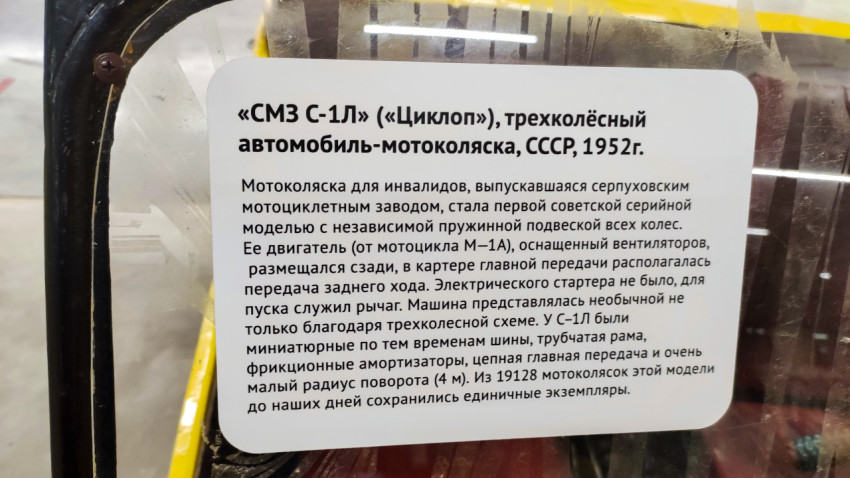 «СМЗ С-1Л» («Циклоп»), трехколёсный
автомобиль-мотоколяска, СССР, 1952г.
Мотоколяска для инвалидов, выпускавшаяся серпуховским
мотоциклетным заводом, стала первой советской серийной
моделью с независимой пружинной подвеской всех колес.
Ее двигатель (от мотоцикла М—1А), оснащенный вентиляторов,
размещался сзади, в картере главной передачи располагалась
передача заднего хода. Электрического стартера не было, для
пуска служил рычаг. Машина представлялась необычной не
только благодаря трехколесной схеме. У С–1Л были
миниатюрные по тем временам шины, трубчатая рама,
фрикционные амортизаторы, цепная главная передача и очень
малый радиус поворота (4 м). Из 19128 мотоколясок этой модели
до наших дней сохранились единичные экземпляры.